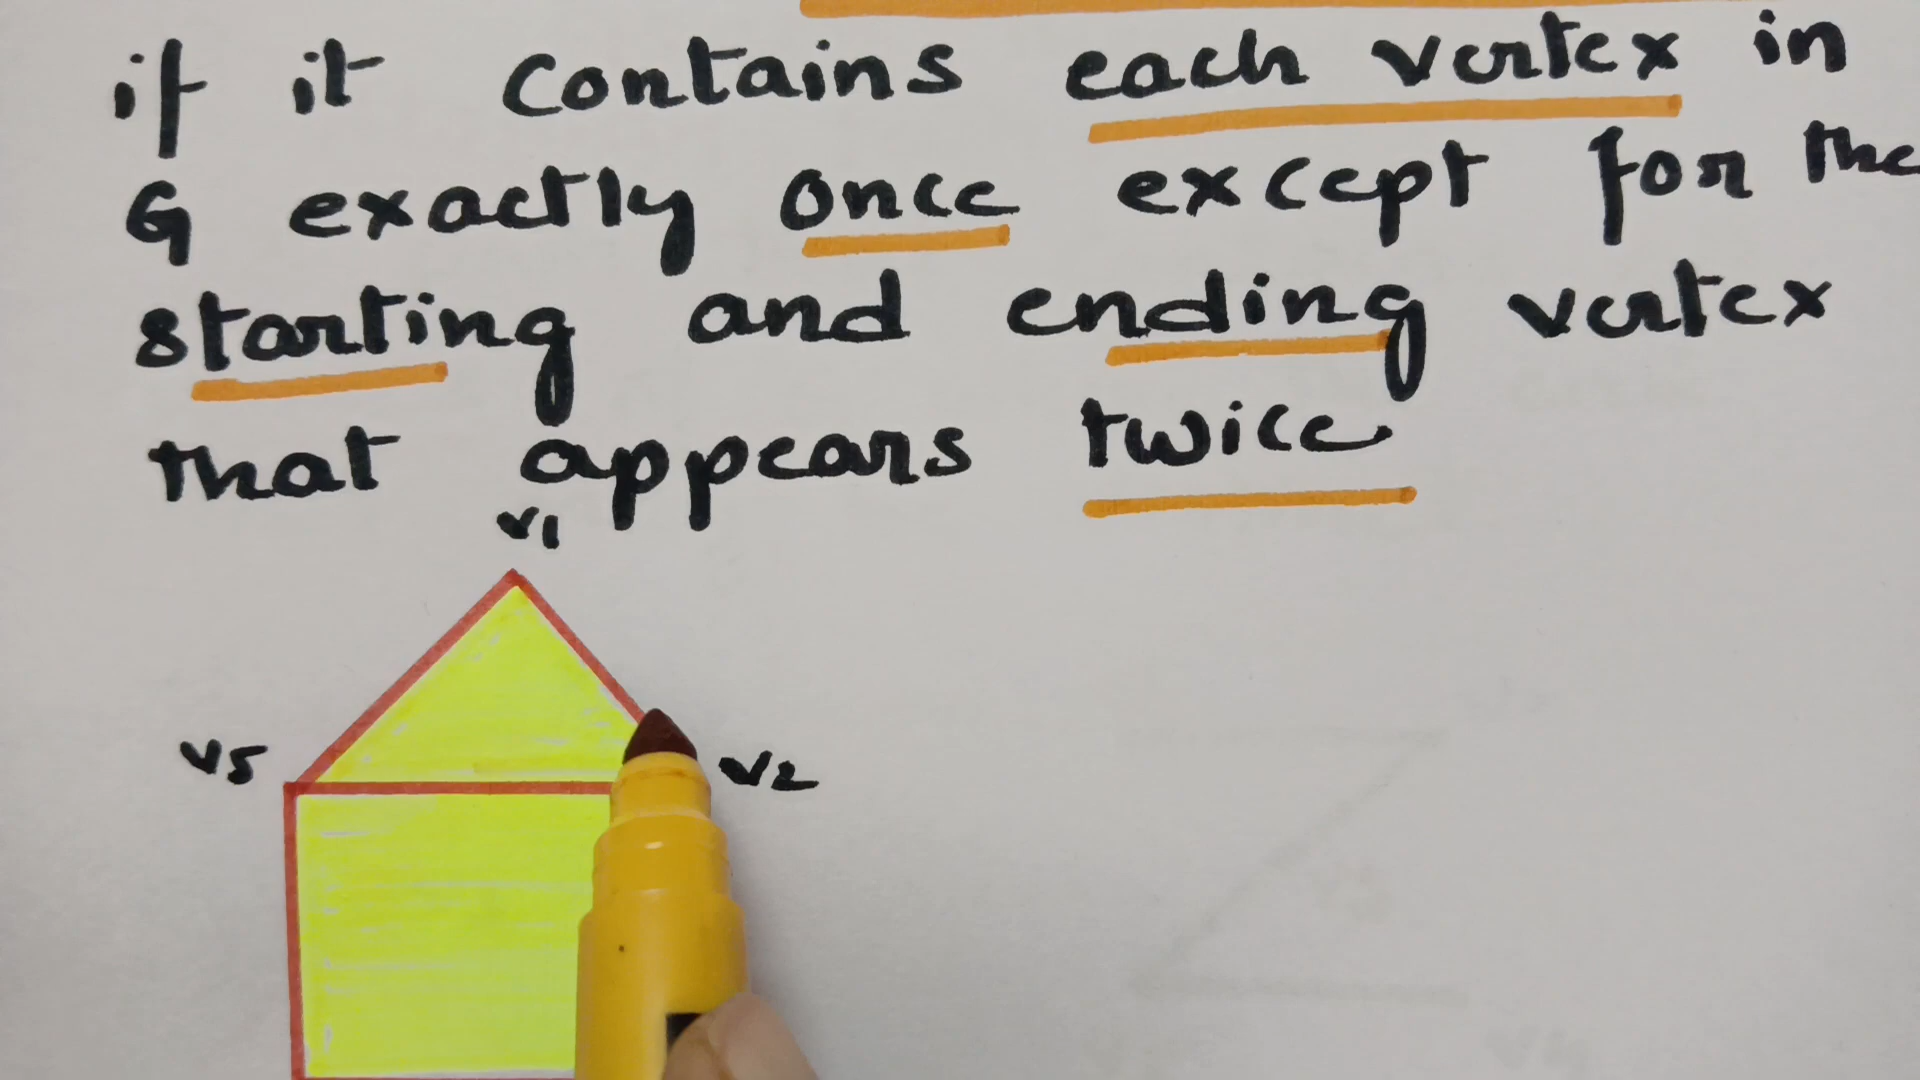 if it contains each vertex in
G exactly once except for the
starting and ending vertex
that appears twice
v1
v5
v2